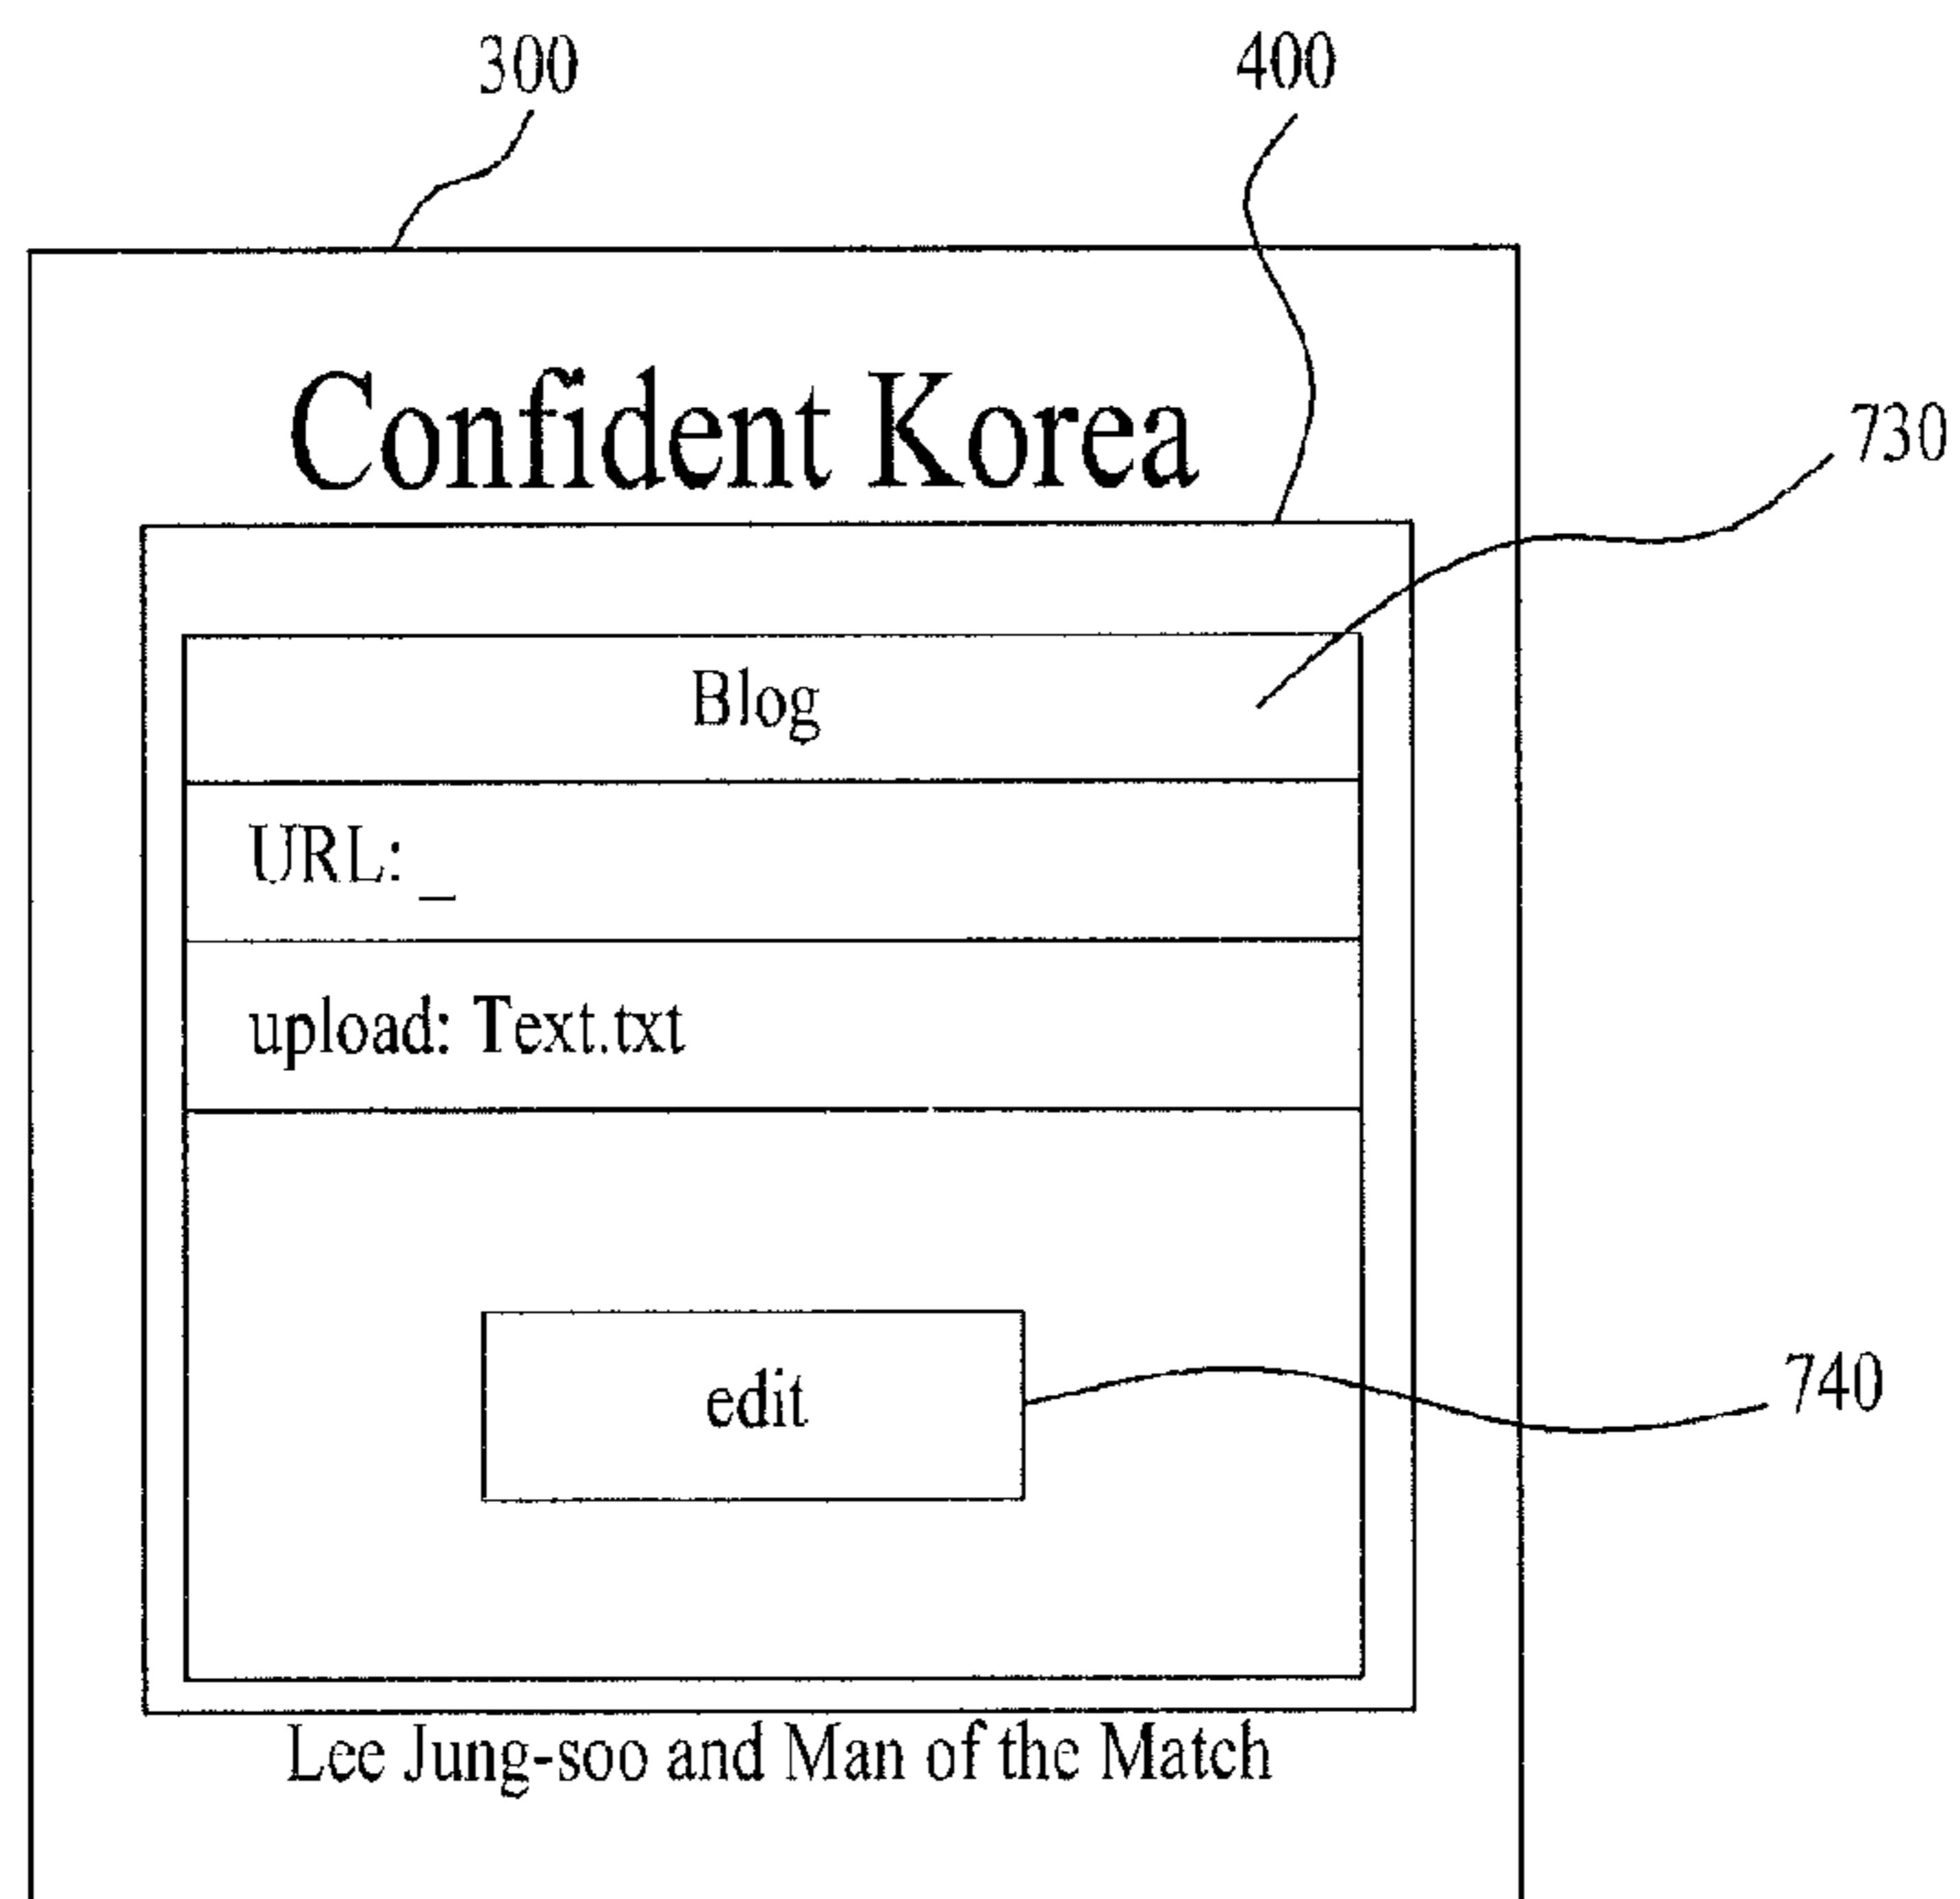 300
400
Confident Korea
730
Blog
URL: _
upload: Text.txt
edit
740
Lee Jung-soo and Man of the Match